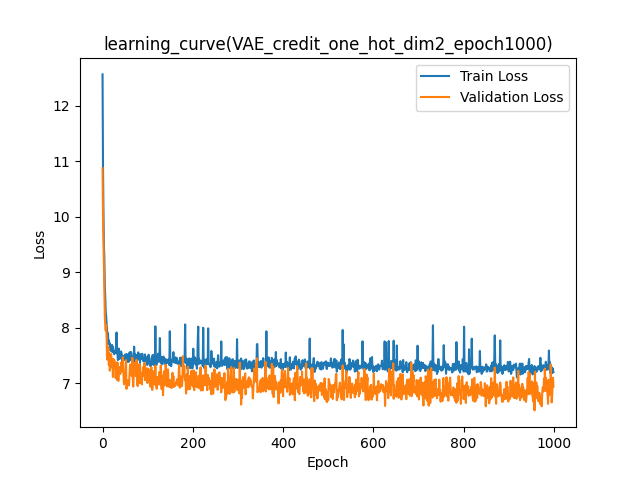 learning_curve(VAE_credit_one_hot_dim2_epoch1000)
Train Loss
Validation Loss
12
11
10
9
8
7
Loss
0 200 400 600 800 1000
Epoch